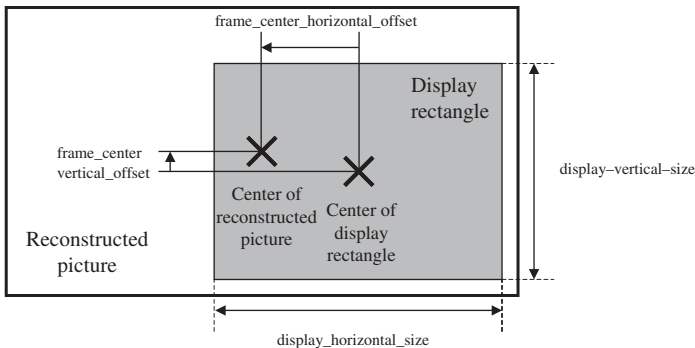 frame_center_horizontal_offset
Display
rectangle
frame_center
vertical_offset
display–vertical–size
Center of
reconstructed
picture
Center of
display
rectangle
Reconstructed
picture
display_horizontal_size